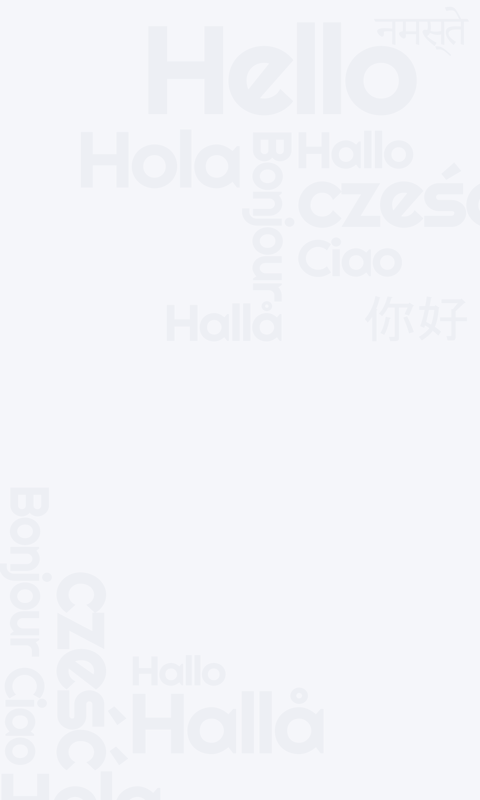 नमस्ते
Hello
Hola
Bonjour
Hallo
cześć
Ciao
Hallå
你好
Bonjour
Ciao
cześć
Hallo
Hallå
Hola